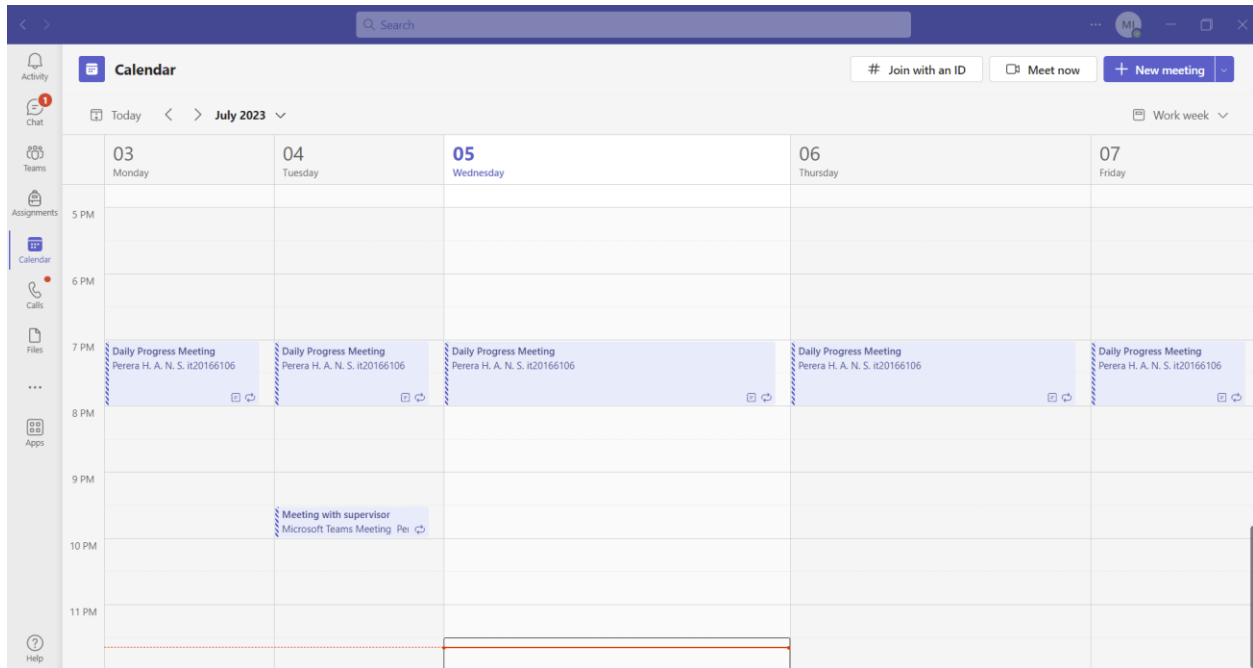 Search
ML
Activity
Calendar
# Join with an ID
Meet now
+ New meeting
1
Chat
Today
July 2023
Work week
Teams
03
04
05
06
07
Monday
Tuesday
Wednesday
Thursday
Friday
Assignments
5 PM
Calendar
6 PM
Calls
Files
7 PM
Daily Progress Meeting
Perera H. A. N. S. it20166106
Daily Progress Meeting
Perera H. A. N. S. it20166106
Daily Progress Meeting
Perera H. A. N. S. it20166106
Daily Progress Meeting
Perera H. A. N. S. it20166106
Daily Progress Meeting
Perera H. A. N. S. it20166106
8 PM
Apps
9 PM
Meeting with supervisor
Microsoft Teams Meeting Per
10 PM
11 PM
Help